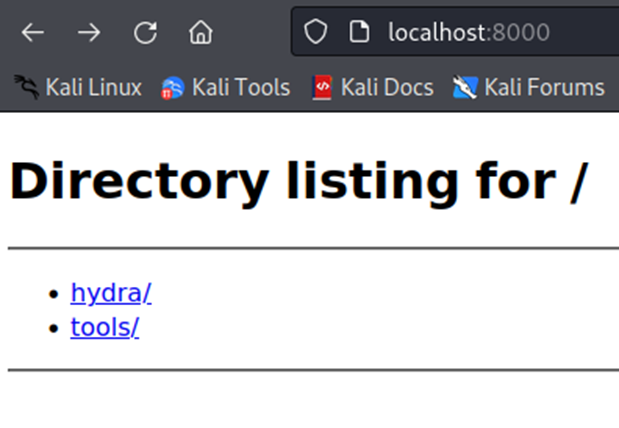 localhost:8000
Kali Linux Kali Tools Kali Docs Kali Forums
Directory listing for /
hydra/
tools/